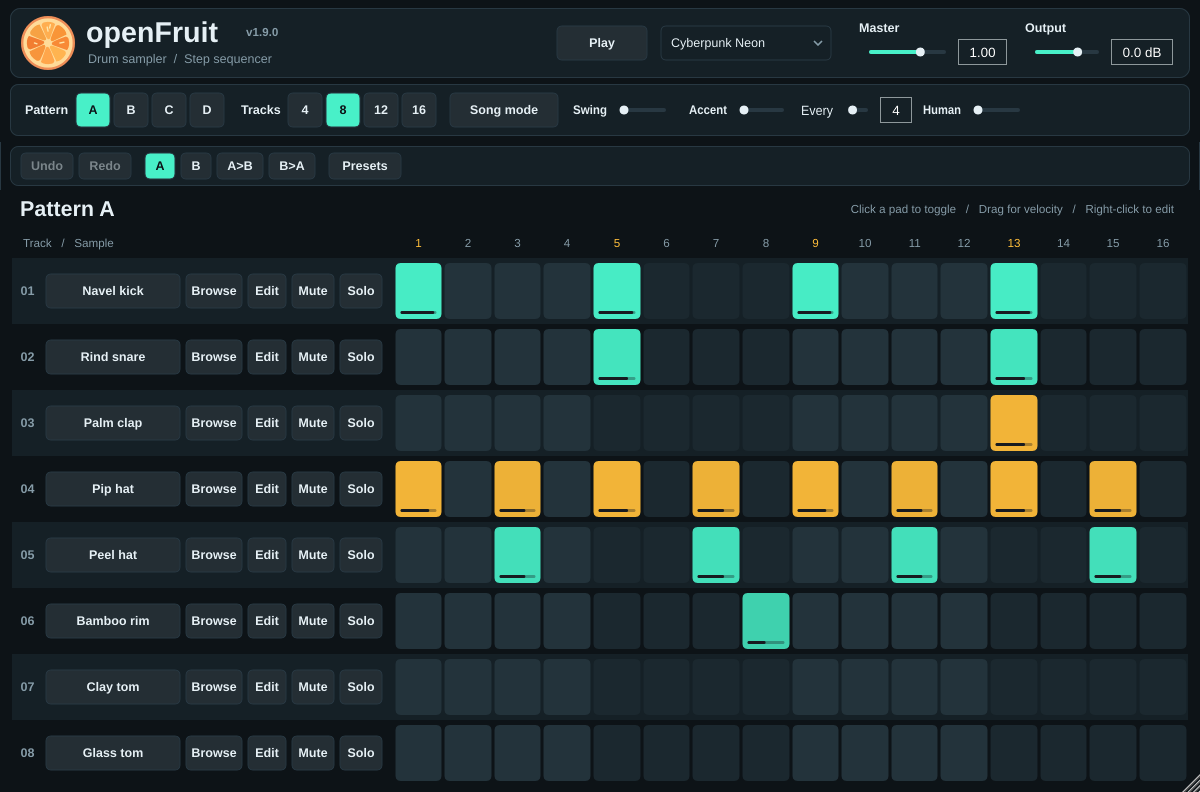 openFruit v1.9.0
Drum sampler / Step sequencer
Play Cyberpunk Neon Master 1.00 Output 0.0 dB
Pattern A B C D Tracks 4 8 12 16 Song mode Swing Accent Every 4 Human
Undo Redo A B A>B B>A Presets
Pattern A Click a pad to toggle / Drag for velocity / Right-click to edit
Track / Sample 1 2 3 4 5 6 7 8 9 10 11 12 13 14 15 16
01 Navel kick Browse Edit Mute Solo
02 Rind snare Browse Edit Mute Solo
03 Palm clap Browse Edit Mute Solo
04 Pip hat Browse Edit Mute Solo
05 Peel hat Browse Edit Mute Solo
06 Bamboo rim Browse Edit Mute Solo
07 Clay tom Browse Edit Mute Solo
08 Glass tom Browse Edit Mute Solo